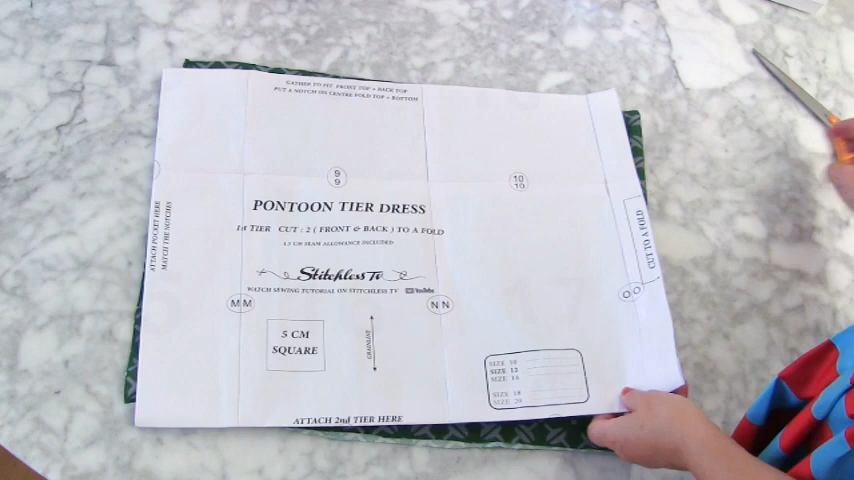 GATHER TO FIT FRONT TOP + BACK TOP
PUT A NOTCH ON CENTRE FOLD TOP + BOTTOM
9
9
10
10
PONTOON TIER DRESS
1st TIER CUT : 2 ( FRONT & BACK ) TO A FOLD
1.5 CM SEAM ALLOWANCE INCLUDED
ATTACH POCKET HERE
MATCH THE NOTCHES
CUT TO A FOLD
Stitchless TV
WATCH SEWING TUTORIAL ON STITCHLESS TV YouTube
M M
N N
O O
5 CM
SQUARE
GRAINLINE
SIZE 10
SIZE 12
SIZE 14
SIZE 18
SIZE 20
ATTACH 2nd TIER HERE